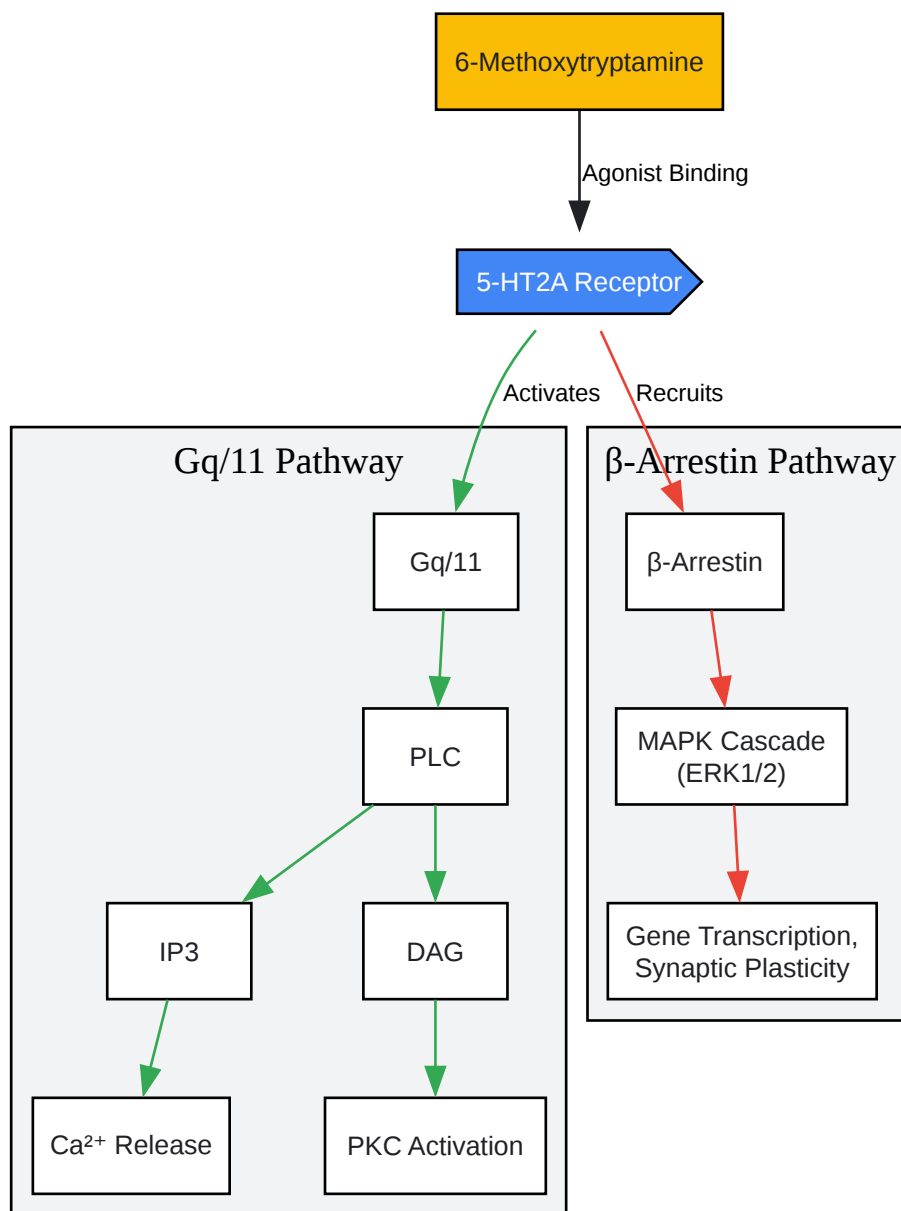 6-Methoxytryptamine
Agonist Binding
5-HT2A Receptor
Activates
Recruits
Gq/11 Pathway
β-Arrestin Pathway
Gq/11
β-Arrestin
PLC
MAPK Cascade
(ERK1/2)
IP3
DAG
Gene Transcription,
Synaptic Plasticity
Ca²⁺ Release
PKC Activation